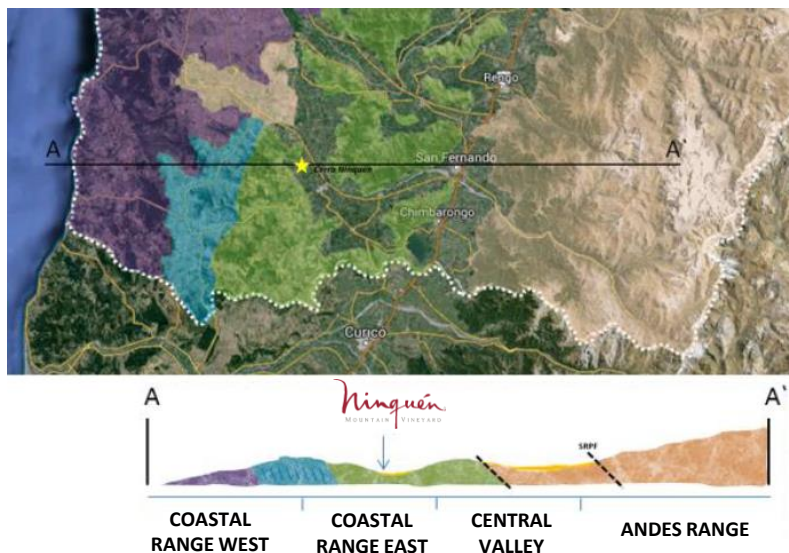 Rengo
A
A'
San Fernando
Cerro Ninquen
Chimbarongo
Curicó
A
A'
Ninquén
MOUNTAIN VINEYARD
SRPF
COASTAL
RANGE WEST
COASTAL
RANGE EAST
CENTRAL
VALLEY
ANDES RANGE